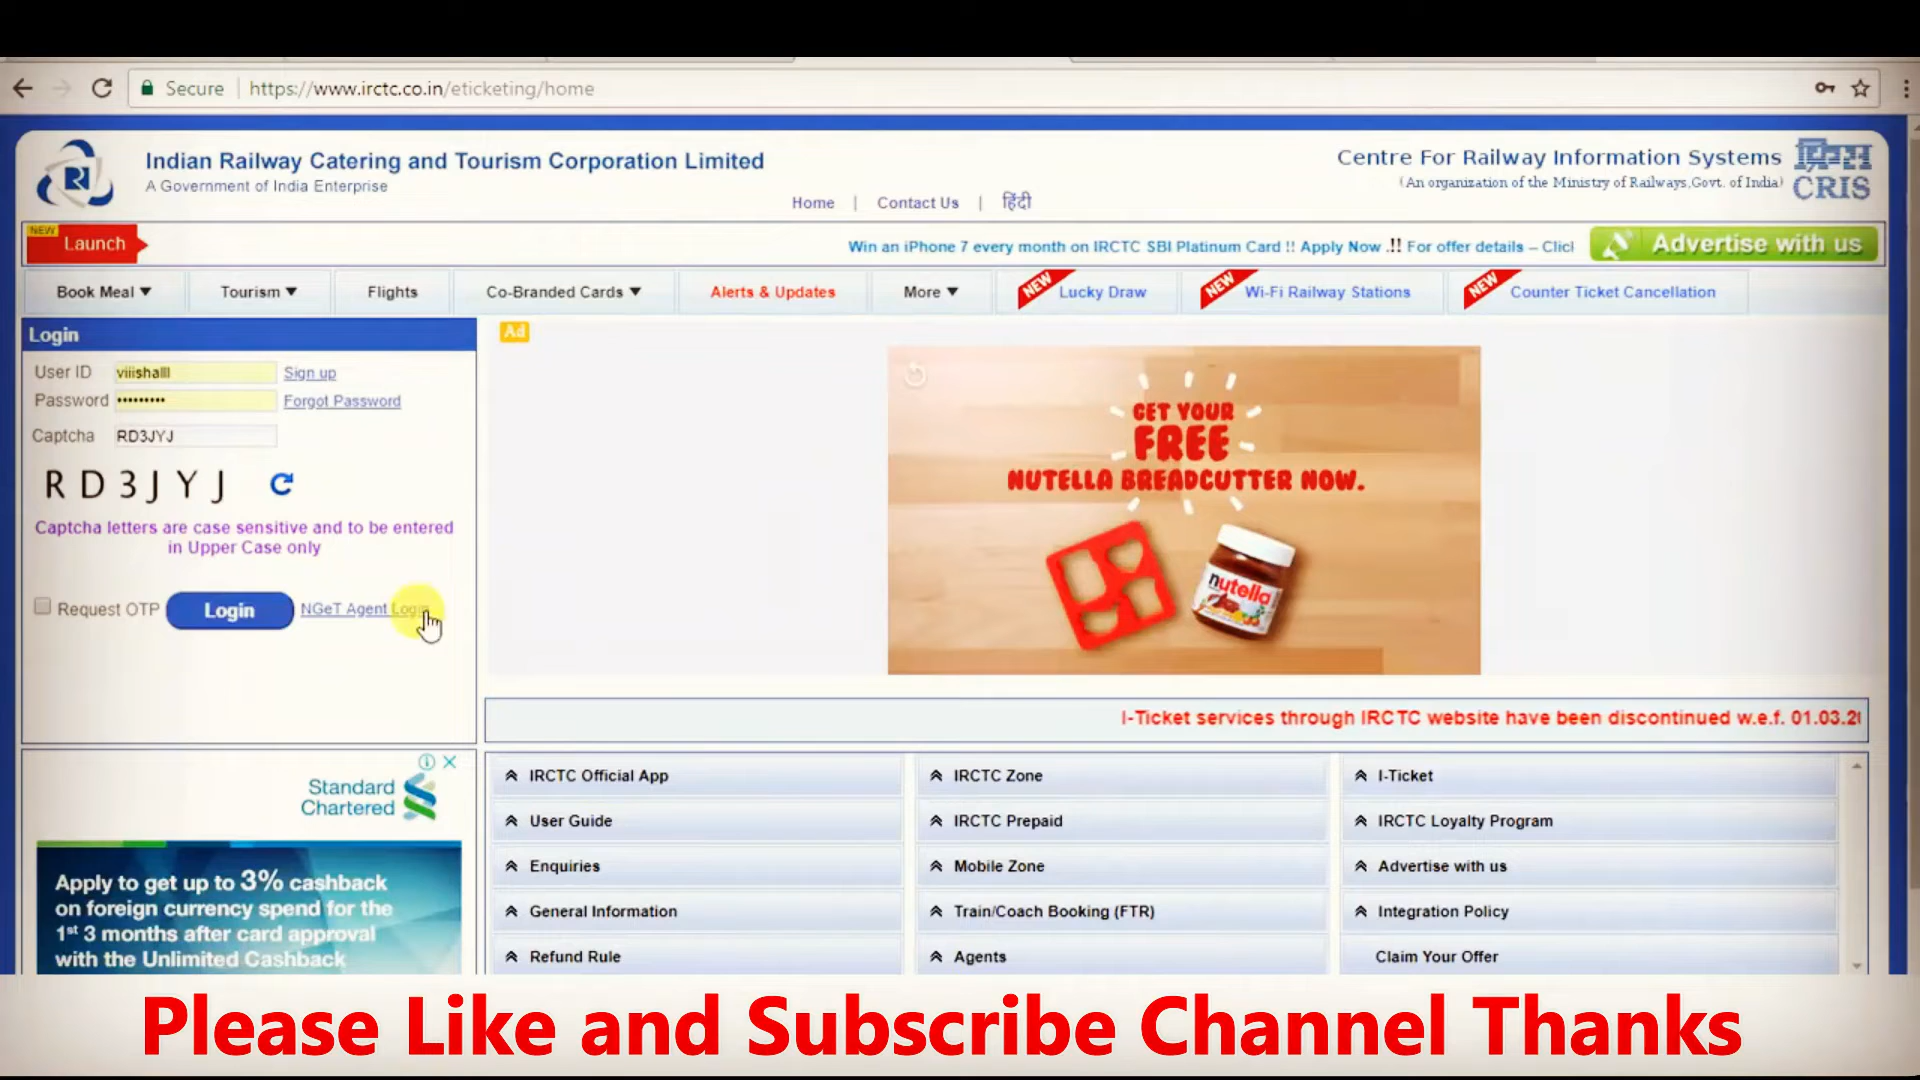 Secure https://www.irctc.co.in/eticketing/home
Indian Railway Catering and Tourism Corporation Limited
A Government of India Enterprise
Centre For Railway Information Systems
(An organization of the Ministry of Railways,Govt. of India)
CRIS
Home | Contact Us | हिंदी
NEW
Launch
Win an iPhone 7 every month on IRCTC SBI Platinum Card !! Apply Now .!! For offer details – Clicl
Advertise with us
Book Meal Tourism Flights Co-Branded Cards Alerts & Updates More NEW Lucky Draw NEW Wi-Fi Railway Stations NEW Counter Ticket Cancellation
Login
User ID viiishalll Sign up
Password ••••••••• Forgot Password
Captcha RD3JYJ
RD3JYJ
Captcha letters are case sensitive and to be entered
in Upper Case only
Request OTP Login NGeT Agent Login
Ad
GET YOUR
FREE
NUTELLA BREADCUTTER NOW.
nutella
I-Ticket services through IRCTC website have been discontinued w.e.f. 01.03.20
Standard
Chartered
Apply to get up to 3% cashback
on foreign currency spend for the
1st 3 months after card approval
with the Unlimited Cashback
IRCTC Official App
User Guide
Enquiries
General Information
Refund Rule
IRCTC Zone
IRCTC Prepaid
Mobile Zone
Train/Coach Booking (FTR)
Agents
I-Ticket
IRCTC Loyalty Program
Advertise with us
Integration Policy
Claim Your Offer
Please Like and Subscribe Channel Thanks